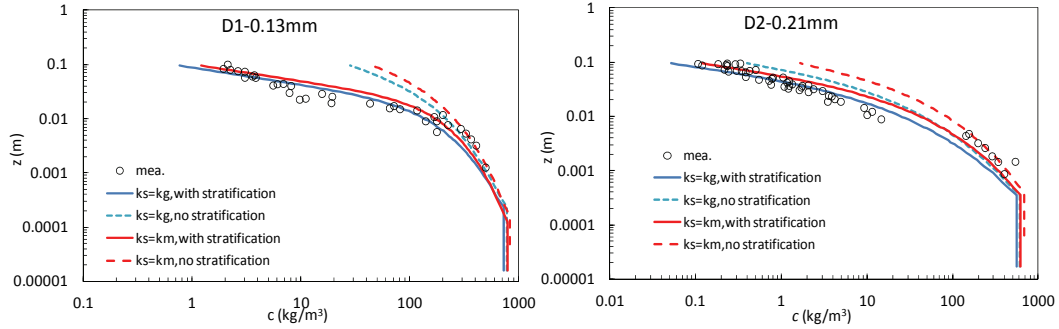 D1-0.13mm
1
0.1
0.01
0.001
0.0001
0.00001
z (m)
mea.
ks=kg,with stratification
ks=kg,no stratification
ks=km,with stratification
ks=km,no stratification
0.1
1
10
100
1000
c (kg/m³)
D2-0.21mm
1
0.1
0.01
0.001
0.0001
0.00001
z (m)
mea.
ks=kg,with stratification
ks=kg,no stratification
ks=km,with stratification
ks=km,no stratification
0.01
0.1
1
10
100
1000
c (kg/m³)